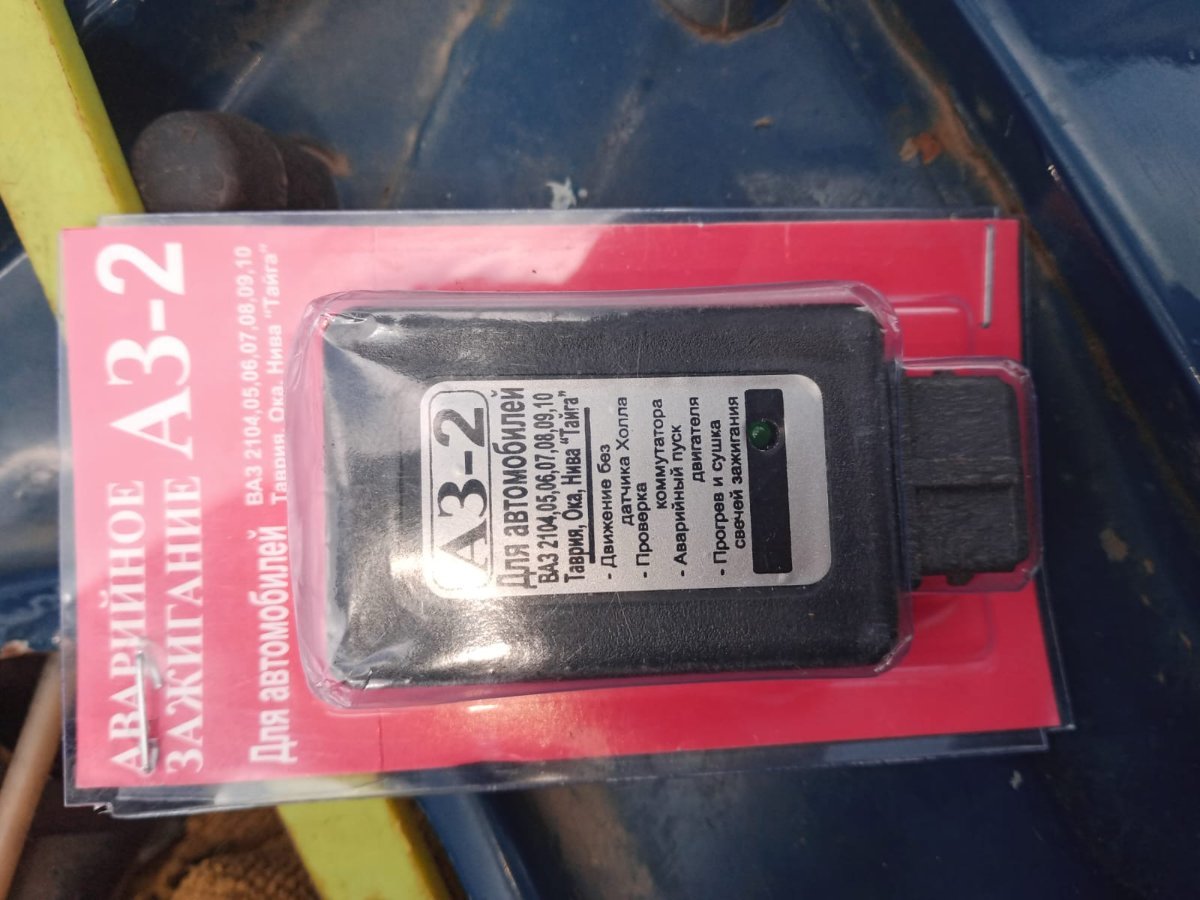 АВАРИЙНОЕ
ЗАЖИГАНИЕ АЗ-2
Для автомобилей ВАЗ 2104,05,06,07,08,09,10
Таврия, Ока, Нива "Тайга"
АЗ-2
Для автомобилей
ВАЗ 2104,05,06,07,08,09,10
Таврия, Ока, Нива "Тайга"
- Движение без
датчика Холла
- Проверка
коммутатора
- Аварийный пуск
двигателя
- Прогрев и сушка
свечей зажигания